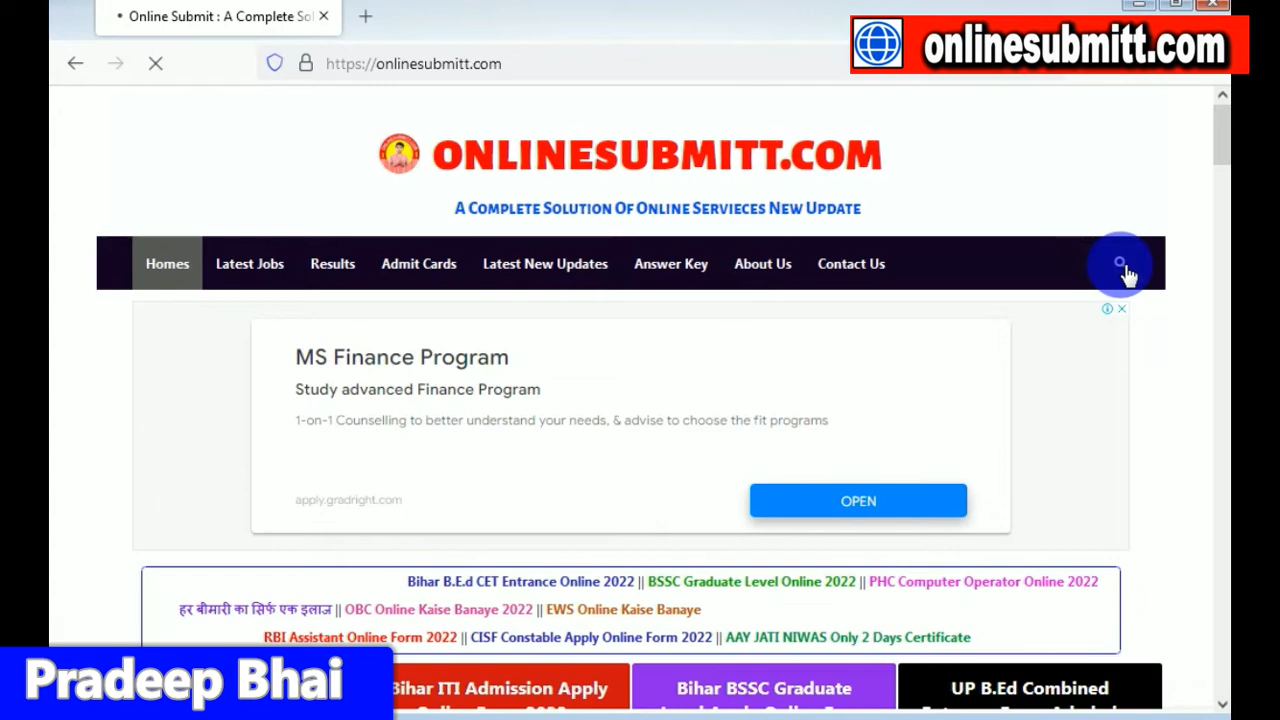 Online Submit : A Complete Sol
onlinesubmitt.com
https://onlinesubmitt.com
ONLINESUBMITT.COM
A COMPLETE SOLUTION OF ONLINE SERVIECES NEW UPDATE
Homes Latest Jobs Results Admit Cards Latest New Updates Answer Key About Us Contact Us
MS Finance Program
Study advanced Finance Program
1-on-1 Counselling to better understand your needs, & advise to choose the fit programs
apply.gradright.com
OPEN
Bihar B.E.d CET Entrance Online 2022 || BSSC Graduate Level Online 2022 || PHC Computer Operator Online 2022
हर बीमारी का सिर्फ एक इलाज || OBC Online Kaise Banaye 2022 || EWS Online Kaise Banaye
RBI Assistant Online Form 2022 || CISF Constable Apply Online Form 2022 || AAY JATI NIWAS Only 2 Days Certificate
Pradeep Bhai
Bihar ITI Admission Apply
Bihar BSSC Graduate
UP B.Ed Combined